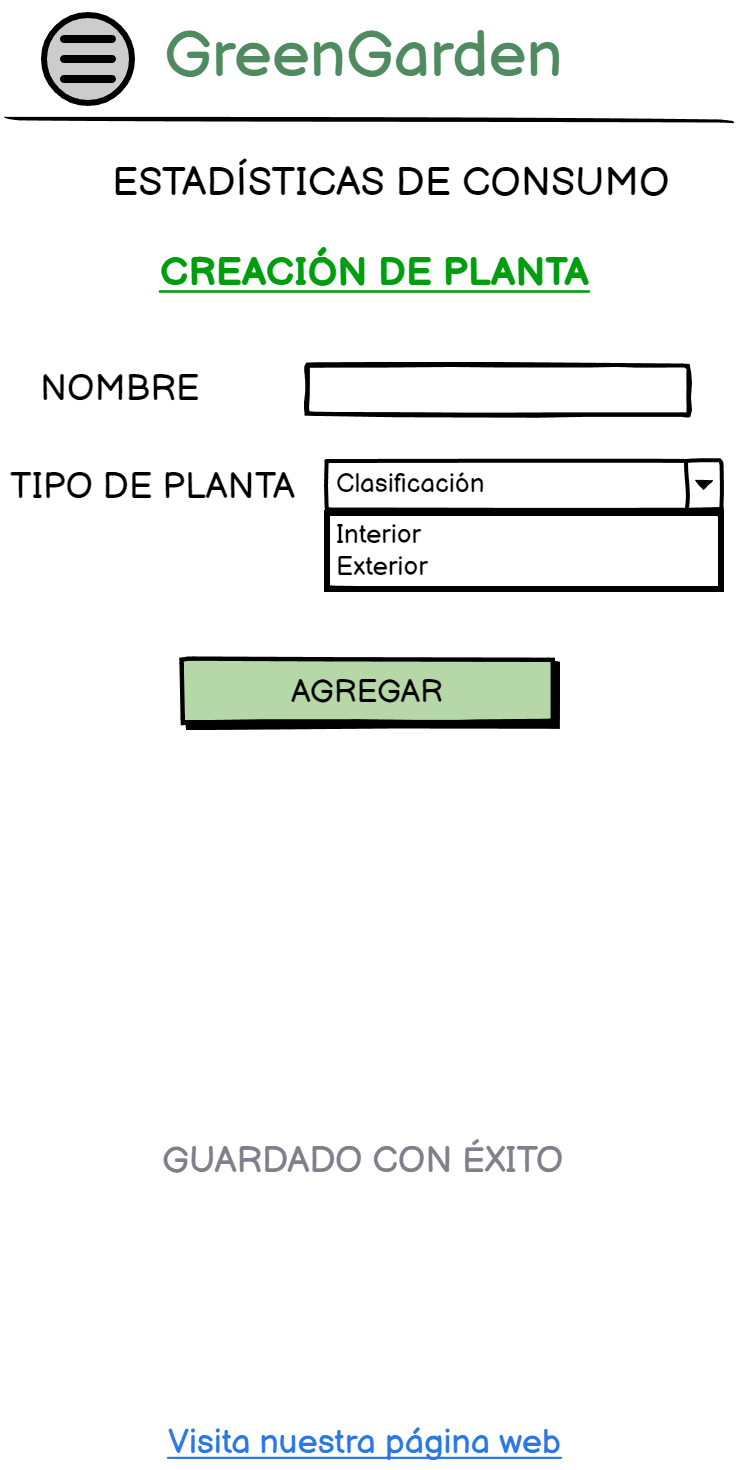 GreenGarden
ESTADÍSTICAS DE CONSUMO
CREACIÓN DE PLANTA
NOMBRE
TIPO DE PLANTA Clasificación
Interior
Exterior
AGREGAR
GUARDADO CON ÉXITO
Visita nuestra página web